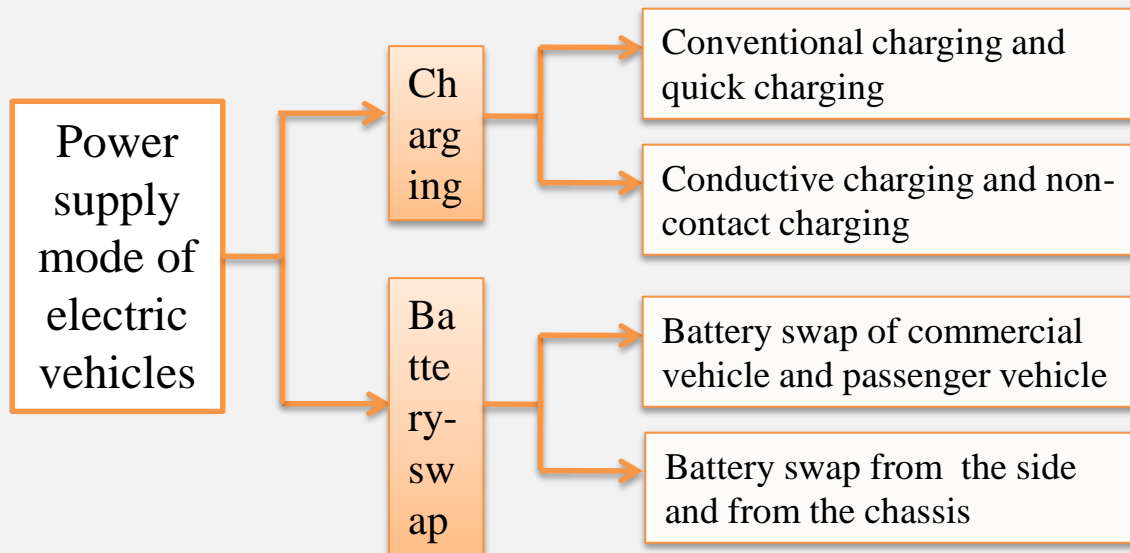 Power
supply
mode of
electric
vehicles
Ch
arg
ing
Conventional charging and
quick charging
Conductive charging and non-
contact charging
Ba
tte
ry-
sw
ap
Battery swap of commercial
vehicle and passenger vehicle
Battery swap from  the side
and from the chassis